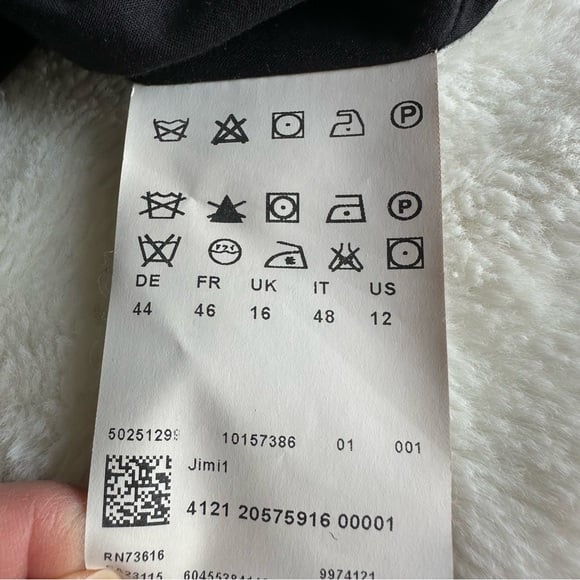 P
P
DE FR UK IT US
44 46 16 48 12
50251299 10157386 01 001
Jimi1
4121 20575916 00001
RN73616
9974121